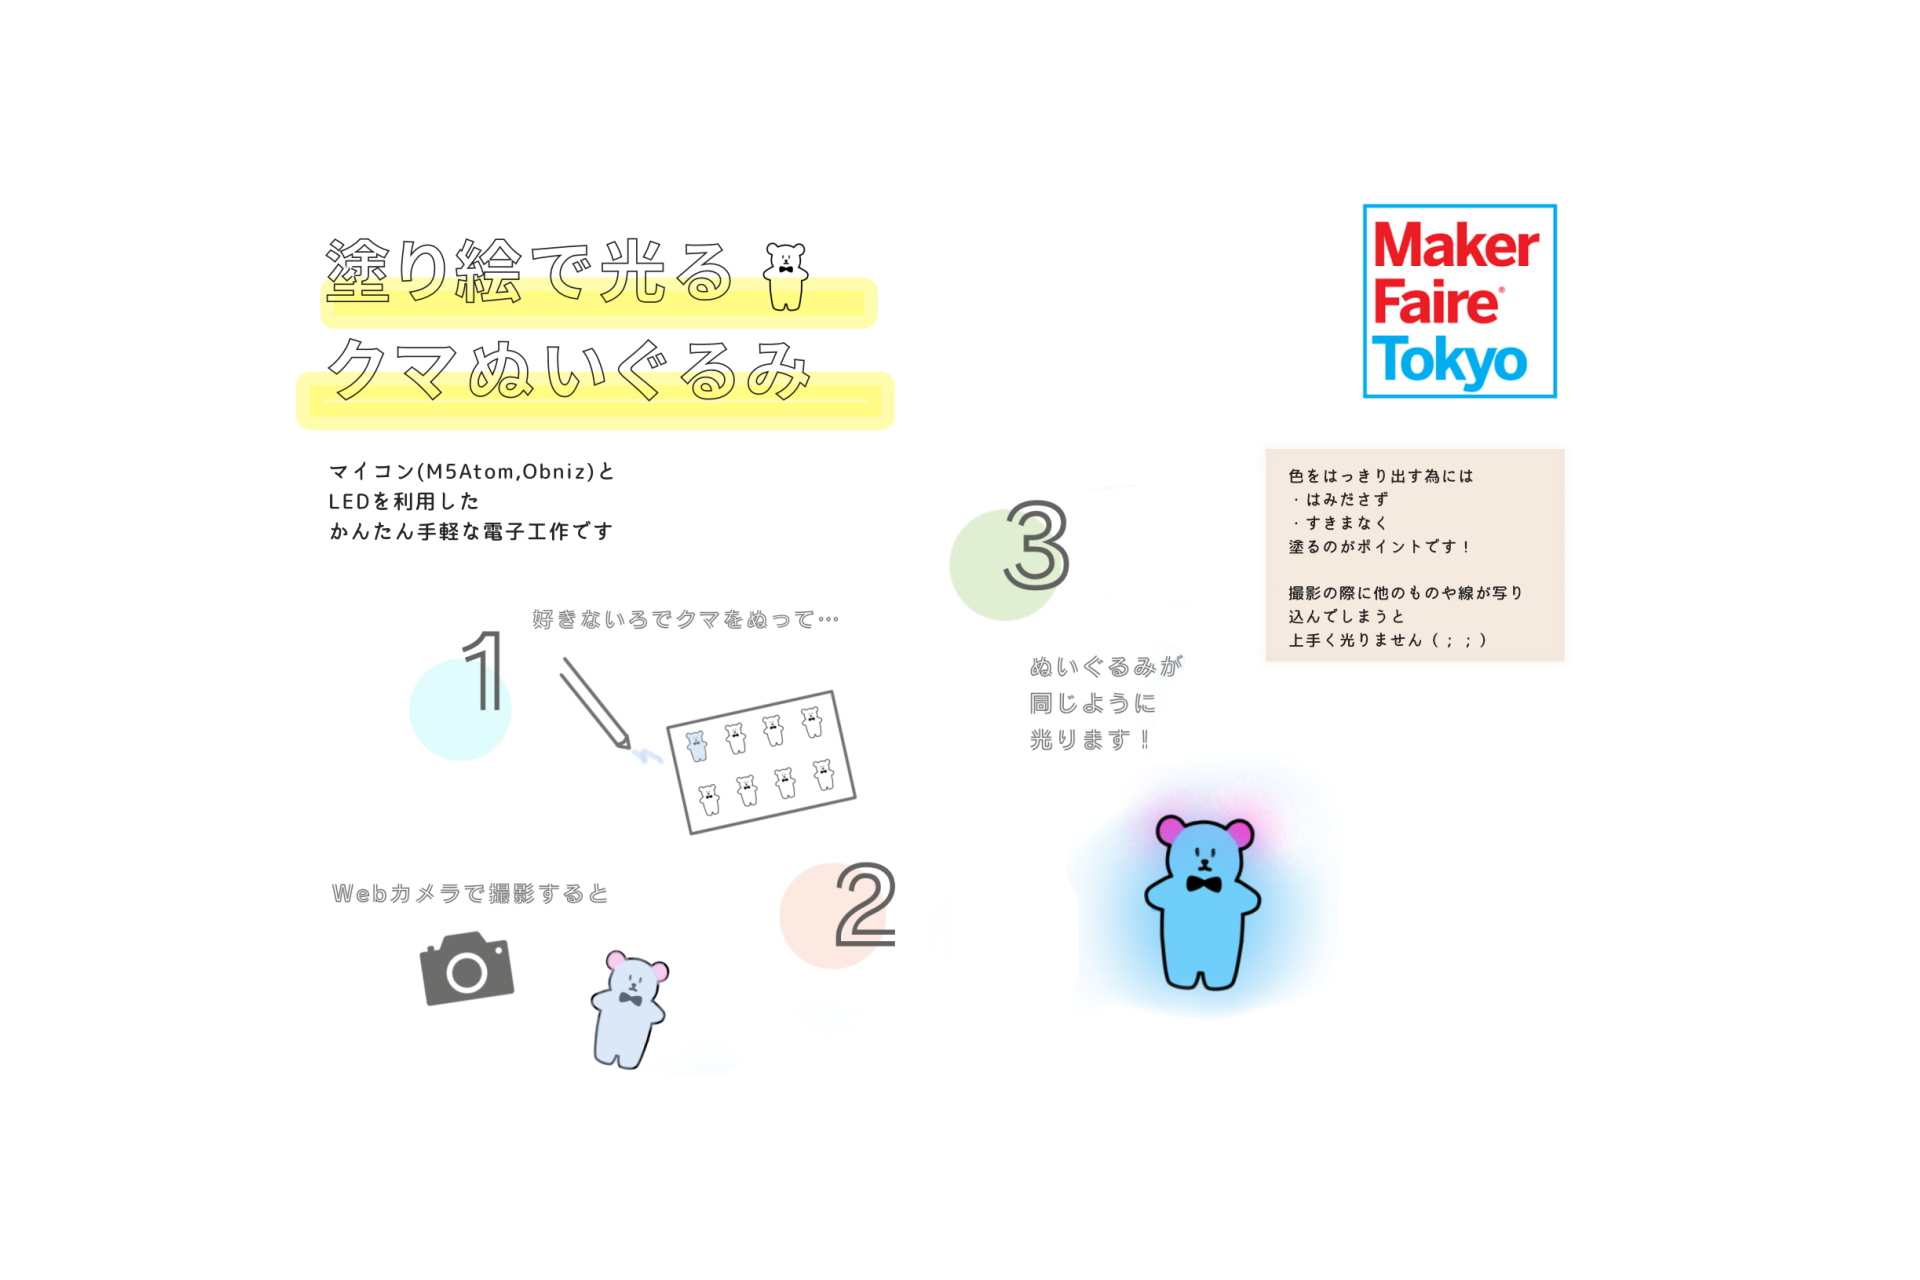 塗り絵で光る
クマぬいぐるみ
マイコン(M5Atom,Obniz)と
LEDを利用した
かんたん手軽な電子工作です
1
好きないろでクマをぬって…
2
Webカメラで撮影すると
3
ぬいぐるみが
同じように
光ります！
Maker
Faire®
Tokyo
色をはっきり出す為には
・はみださず
・すきまなく
塗るのがポイントです！
撮影の際に他のものや線が写り
込んでしまうと
上手く光りません（；；）